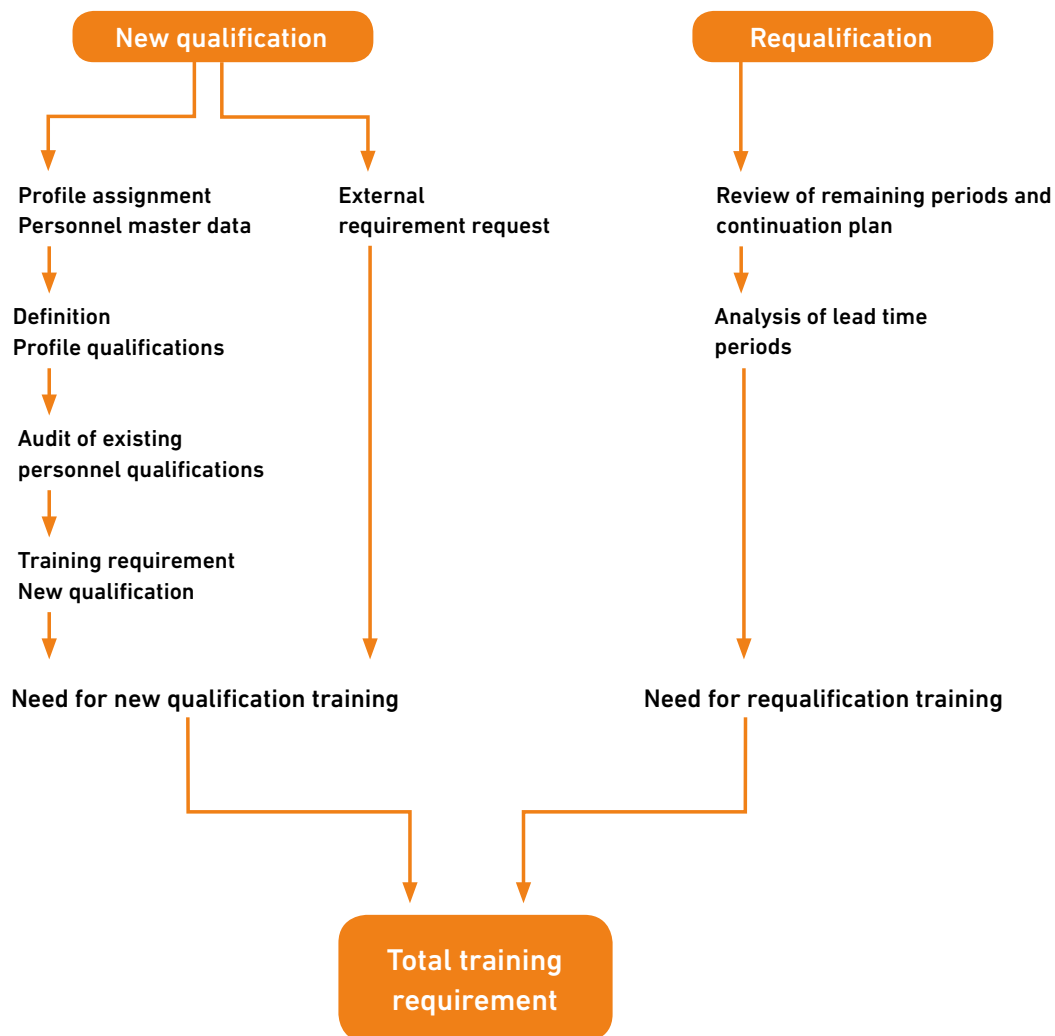 New qualification
Requalification
Profile assignment
Personnel master data
External
requirement request
Review of remaining periods and
continuation plan
Definition
Profile qualifications
Analysis of lead time
periods
Audit of existing
personnel qualifications
Training requirement
New qualification
Need for new qualification training
Need for requalification training
Total training
requirement